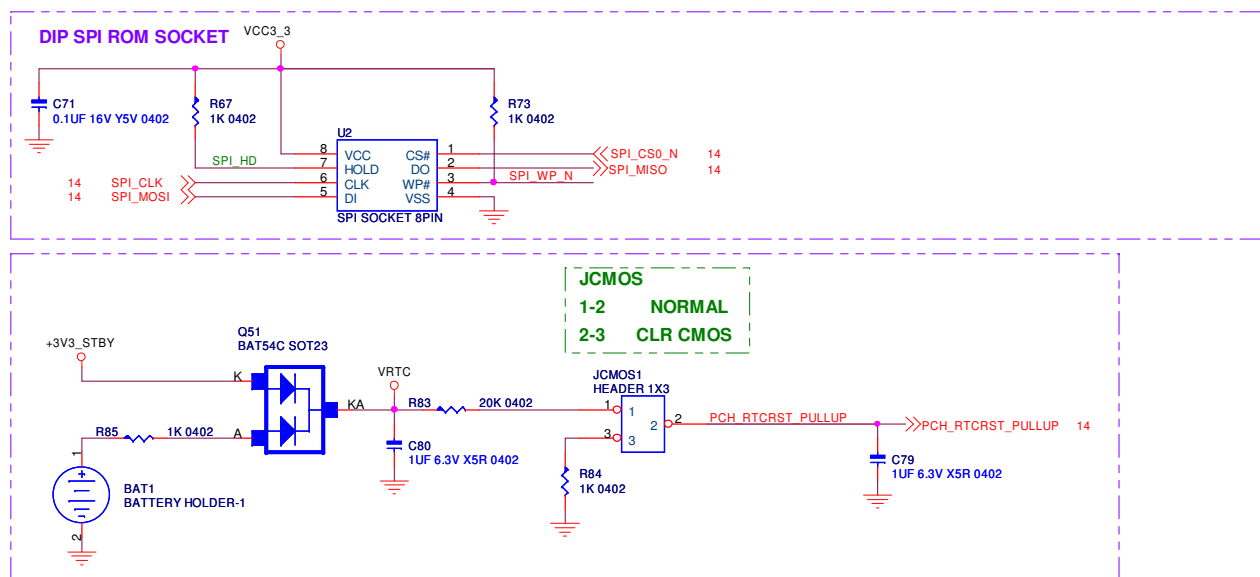 DIP SPI ROM SOCKET
VCC3_3
C71
0.1UF 16V Y5V 0402
R67
1K 0402
R73
1K 0402
U2
8
VCC
CS#
1
SPI_CS0_N
14
SPI_HD
7
HOLD
DO
2
SPI_MISO
14
14
SPI_CLK
6
CLK
WP#
3
SPI_WP_N
14
SPI_MOSI
5
DI
VSS
4
SPI SOCKET 8PIN
JCMOS
1-2 NORMAL
2-3 CLR CMOS
+3V3_STBY
Q51
BAT54C SOT23
K
A
KA
VRTC
R83
20K 0402
JCMOS1
HEADER 1X3
1
1
2
2
3
3
PCH_RTCRST_PULLUP
PCH_RTCRST_PULLUP
14
R85
1K 0402
C80
1UF 6.3V X5R 0402
R84
1K 0402
C79
1UF 6.3V X5R 0402
1
+
BAT1
BATTERY HOLDER-1
2